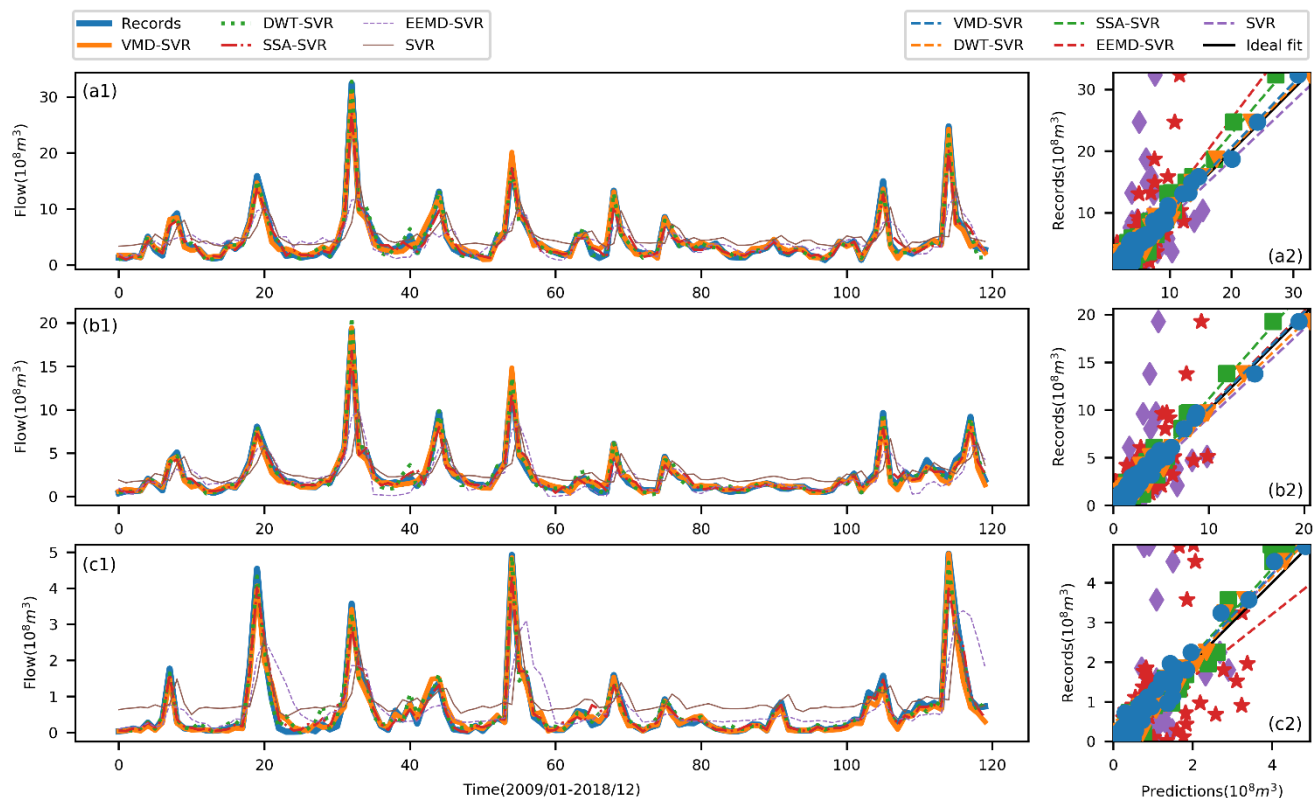 Records DWT-SVR EEMD-SVR
VMD-SVR SSA-SVR SVR
VMD-SVR SSA-SVR SVR
DWT-SVR EEMD-SVR Ideal fit
(a1)
Flow(10⁸m³)
30
20
10
0
0 20 40 60 80 100 120
Records(10⁸m³)
30
20
10
(a2)
10 20 30
(b1)
Flow(10⁸m³)
20
15
10
5
0
0 20 40 60 80 100 120
Records(10⁸m³)
20
15
10
5
0
(b2)
0 10 20
(c1)
Flow(10⁸m³)
5
4
3
2
1
0
0 20 40 60 80 100 120
Time(2009/01-2018/12)
Records(10⁸m³)
4
3
2
1
0
(c2)
0 2 4
Predictions(10⁸m³)